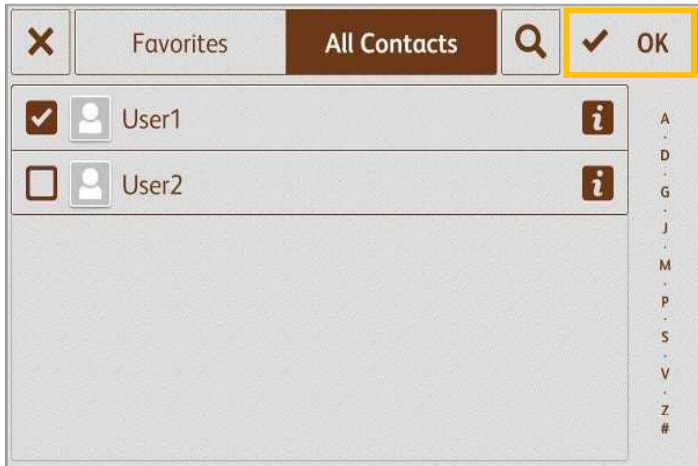 Favorites All Contacts OK
User1 i
User2 i
A
D
G
J
M
P
S
V
Z
#